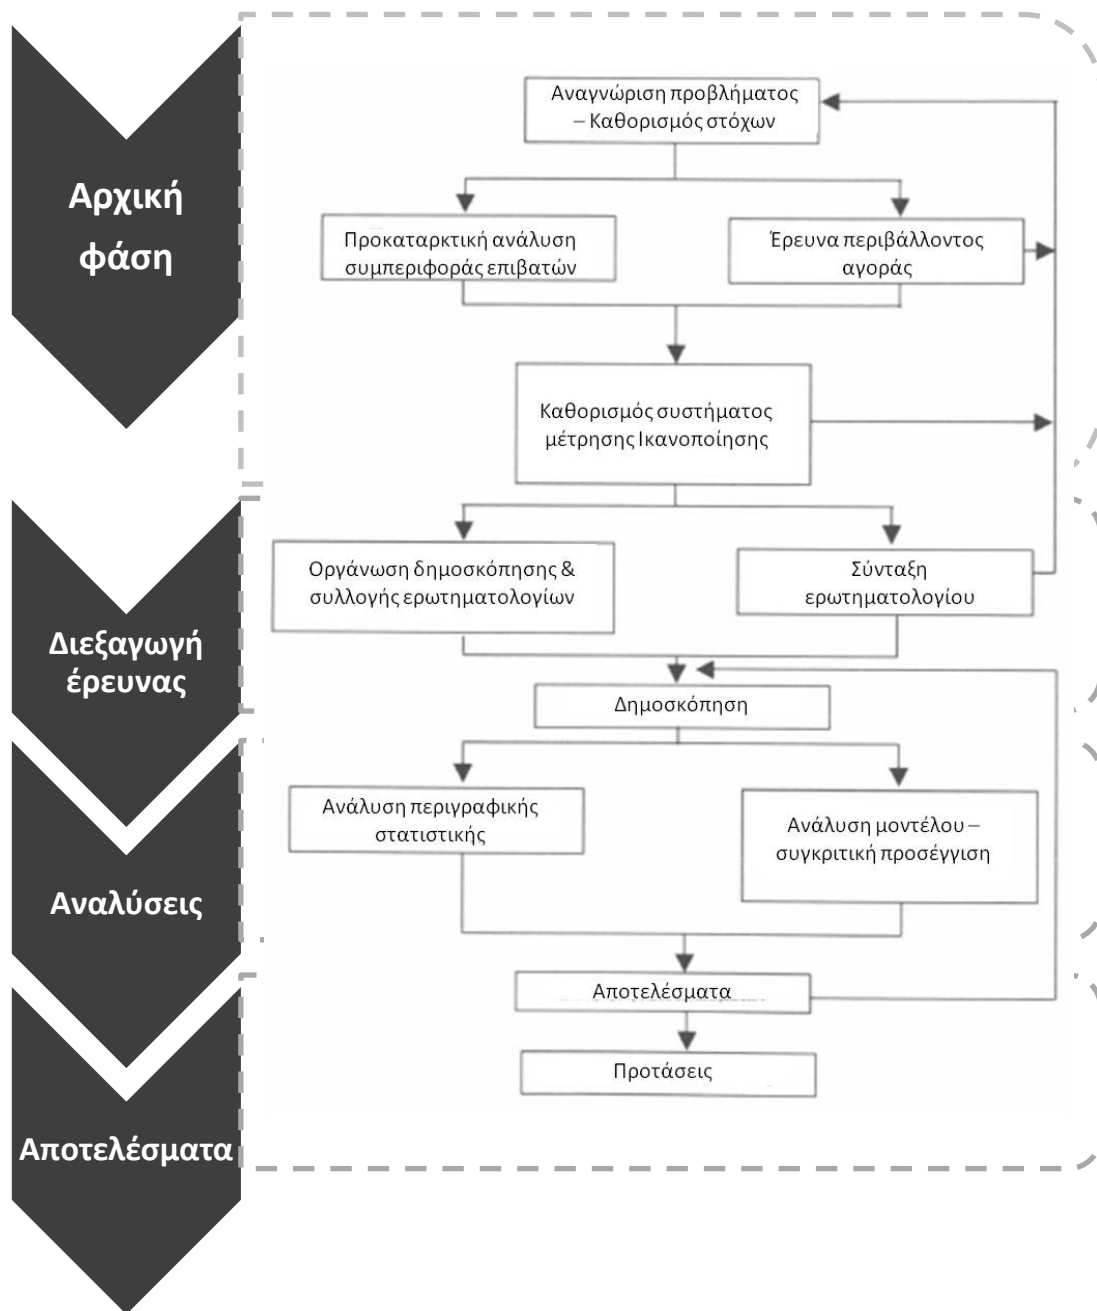 Αρχική
φάση
Αναγνώριση προβλήματος
– Καθορισμός στόχων
Προκαταρκτική ανάλυση
συμπεριφοράς επιβατών
Έρευνα περιβάλλοντος
αγοράς
Καθορισμός συστήματος
μέτρησης Ικανοποίησης
Διεξαγωγή
έρευνας
Οργάνωση δημοσκόπησης &
συλλογής ερωτηματολογίων
Σύνταξη
ερωτηματολογίου
Δημοσκόπηση
Αναλύσεις
Ανάλυση περιγραφικής
στατιστικής
Ανάλυση μοντέλου –
συγκριτική προσέγγιση
Αποτελέσματα
Αποτελέσματα
Προτάσεις